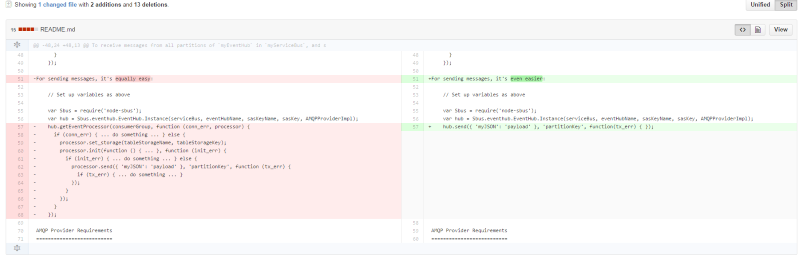 Showing 1 changed file with 2 additions and 13 deletions.
Unified Split
15 README.md
<> View
@@ -48,24 +48,13 @@ To receive messages from all partitions of `myEventHub` in `myServiceBus`, and s
48 }
49 });
50
51 -For sending messages, it's equally easy:
52
53 // Set up variables as above
54
55 var Sbus = require('node-sbus');
56 var hub = Sbus.eventhub.EventHub.Instance(serviceBus, eventHubName, sasKeyName, sasKey, AMQPProviderImpl);
57 - hub.getEventProcessor(consumerGroup, function (conn_err, processor) {
58 - if (conn_err) { ... do something ... } else {
59 - processor.set_storage(tableStorageName, tableStorageKey);
60 - processor.init(function () { ... }, function (init_err) {
61 - if (init_err) { ... do something ... } else {
62 - processor.send({ 'myJSON': 'payload' }, 'partitionKey', function (tx_err) {
63 - if (tx_err) { ... do something ... }
64 - });
65 - }
66 - });
67 - }
68 - });
69
70 AMQP Provider Requirements
71 =========================
48 }
49 });
50
51 +For sending messages, it's even easier:
52
53 // Set up variables as above
54
55 var Sbus = require('node-sbus');
56 var hub = Sbus.eventhub.EventHub.Instance(serviceBus, eventHubName, sasKeyName, sasKey, AMQPProviderImpl);
57 + hub.send({ 'myJSON': 'payload' }, 'partitionKey', function(tx_err) { });
58
59 AMQP Provider Requirements
60 =========================